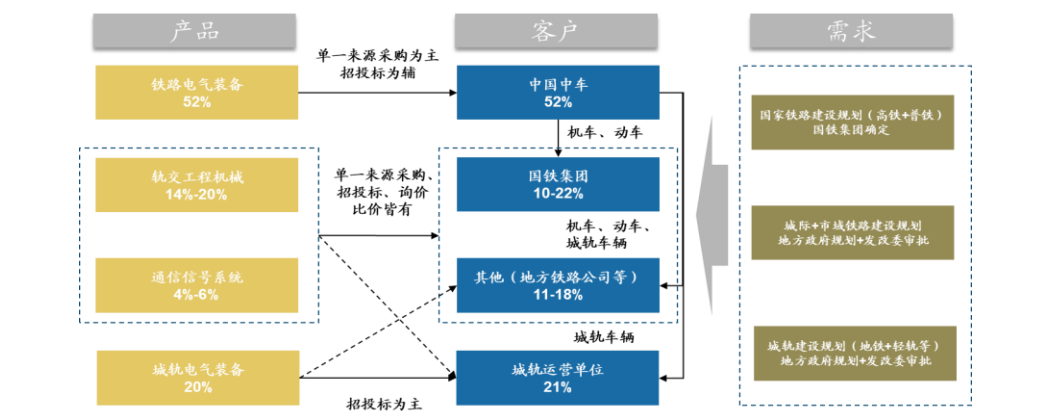 产品
客户
需求
铁路电气装备
52%
单一来源采购为主
招投标为辅
中国中车
52%
机车、动车
轨交工程机械
14%-20%
单一来源采购、
招投标、询价
比价皆有
国铁集团
10-22%
机车、动车、
城轨车辆
通信信号系统
4%-6%
其他（地方铁路公司等）
11-18%
城轨车辆
城轨电气装备
20%
招投标为主
城轨运营单位
21%
国家铁路建设规划（高铁+普铁）
国铁集团确定
城际+市域铁路建设规划
地方政府规划+发改委审批
城轨建设规划（地铁+轻轨等）
地方政府规划+发改委审批